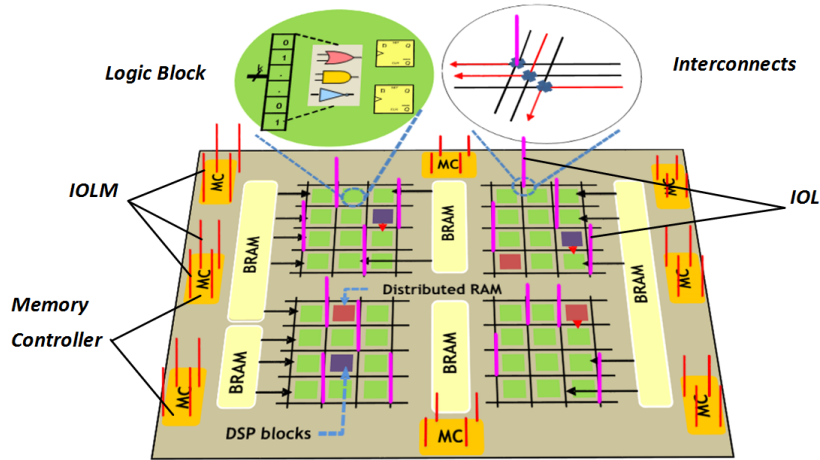 Logic Block
0
1
.
.
0
1
Interconnects
MC
MC
MC
IOLM
IOL
BRAM
BRAM
BRAM
MC
MC
Memory
Controller
Distributed RAM
BRAM
BRAM
MC
MC
DSP blocks
MC